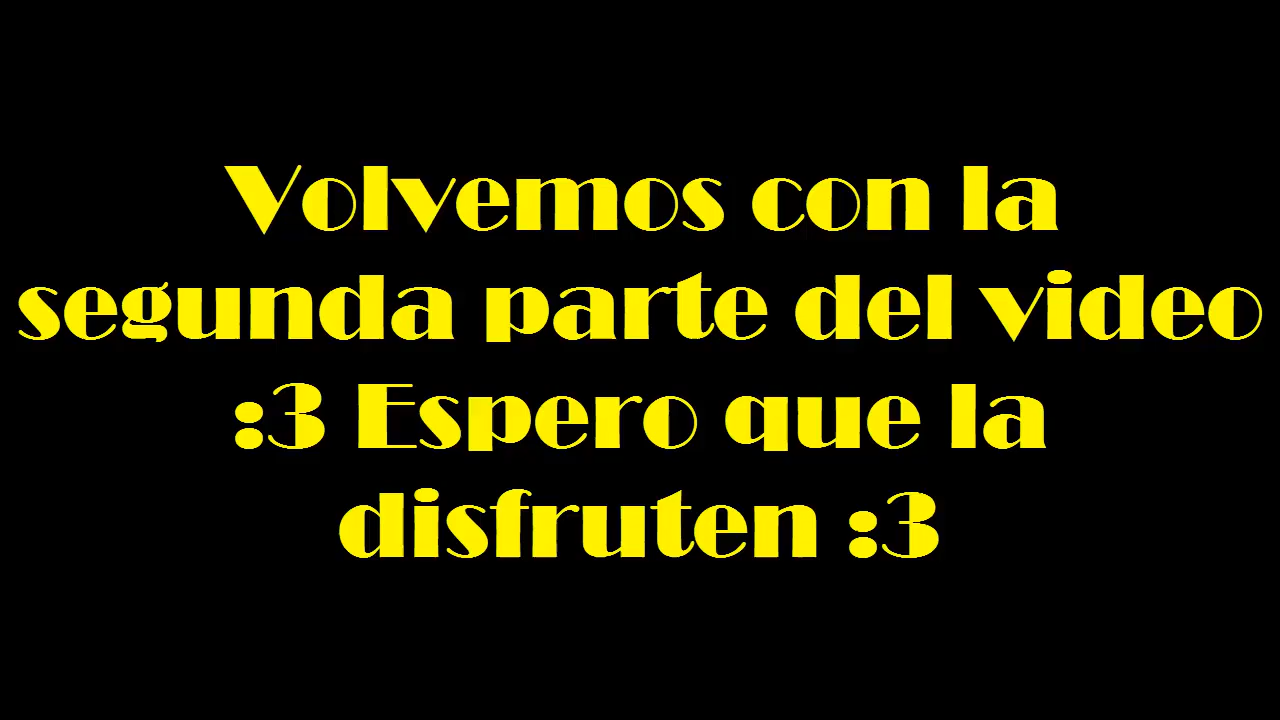 Volvemos con la
segunda parte del video
:3 Espero que la
disfruten :3